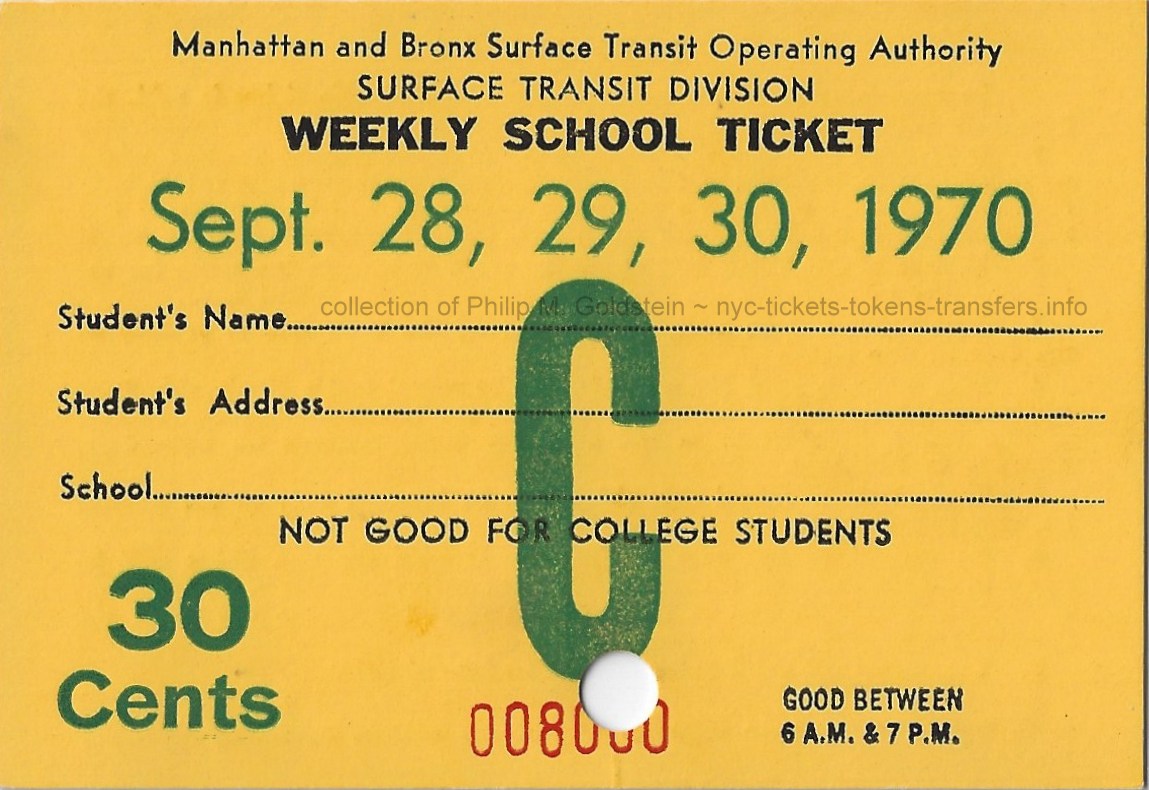 Manhattan and Bronx Surface Transit Operating Authority
SURFACE TRANSIT DIVISION
WEEKLY SCHOOL TICKET
Sept. 28, 29, 30, 1970
collection of Philip M. Goldstein ~ nyc-tickets-tokens-transfers.info
Student's Name
Student's Address
School
C
NOT GOOD FOR COLLEGE STUDENTS
30
Cents
008000
GOOD BETWEEN
6 A.M. & 7 P.M.